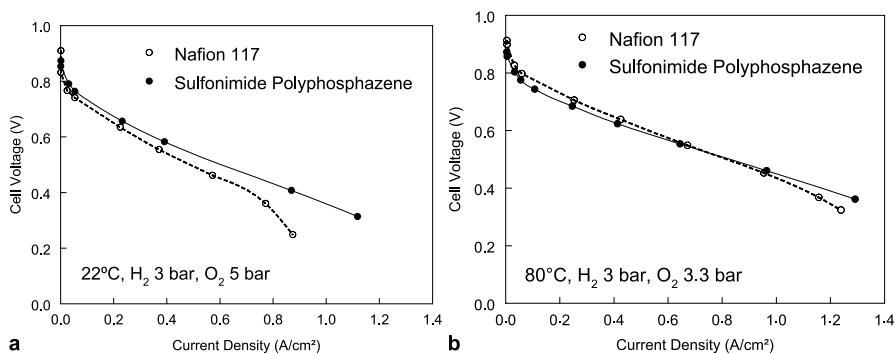 Nafion 117
Sulfonimide Polyphosphazene
Cell Voltage (V)
1.0
0.8
0.6
0.4
0.2
0.0
22ºC, H₂ 3 bar, O₂ 5 bar
0.0 0.2 0.4 0.6 0.8 1.0 1.2 1.4
a Current Density (A/cm²)
Nafion 117
Sulfonimide Polyphosphazene
Cell Voltage (V)
1.0
0.8
0.6
0.4
0.2
0.0
80°C, H₂ 3 bar, O₂ 3.3 bar
0.0 0.2 0.4 0.6 0.8 1.0 1.2 1·4
b Current Density (A/cm²)